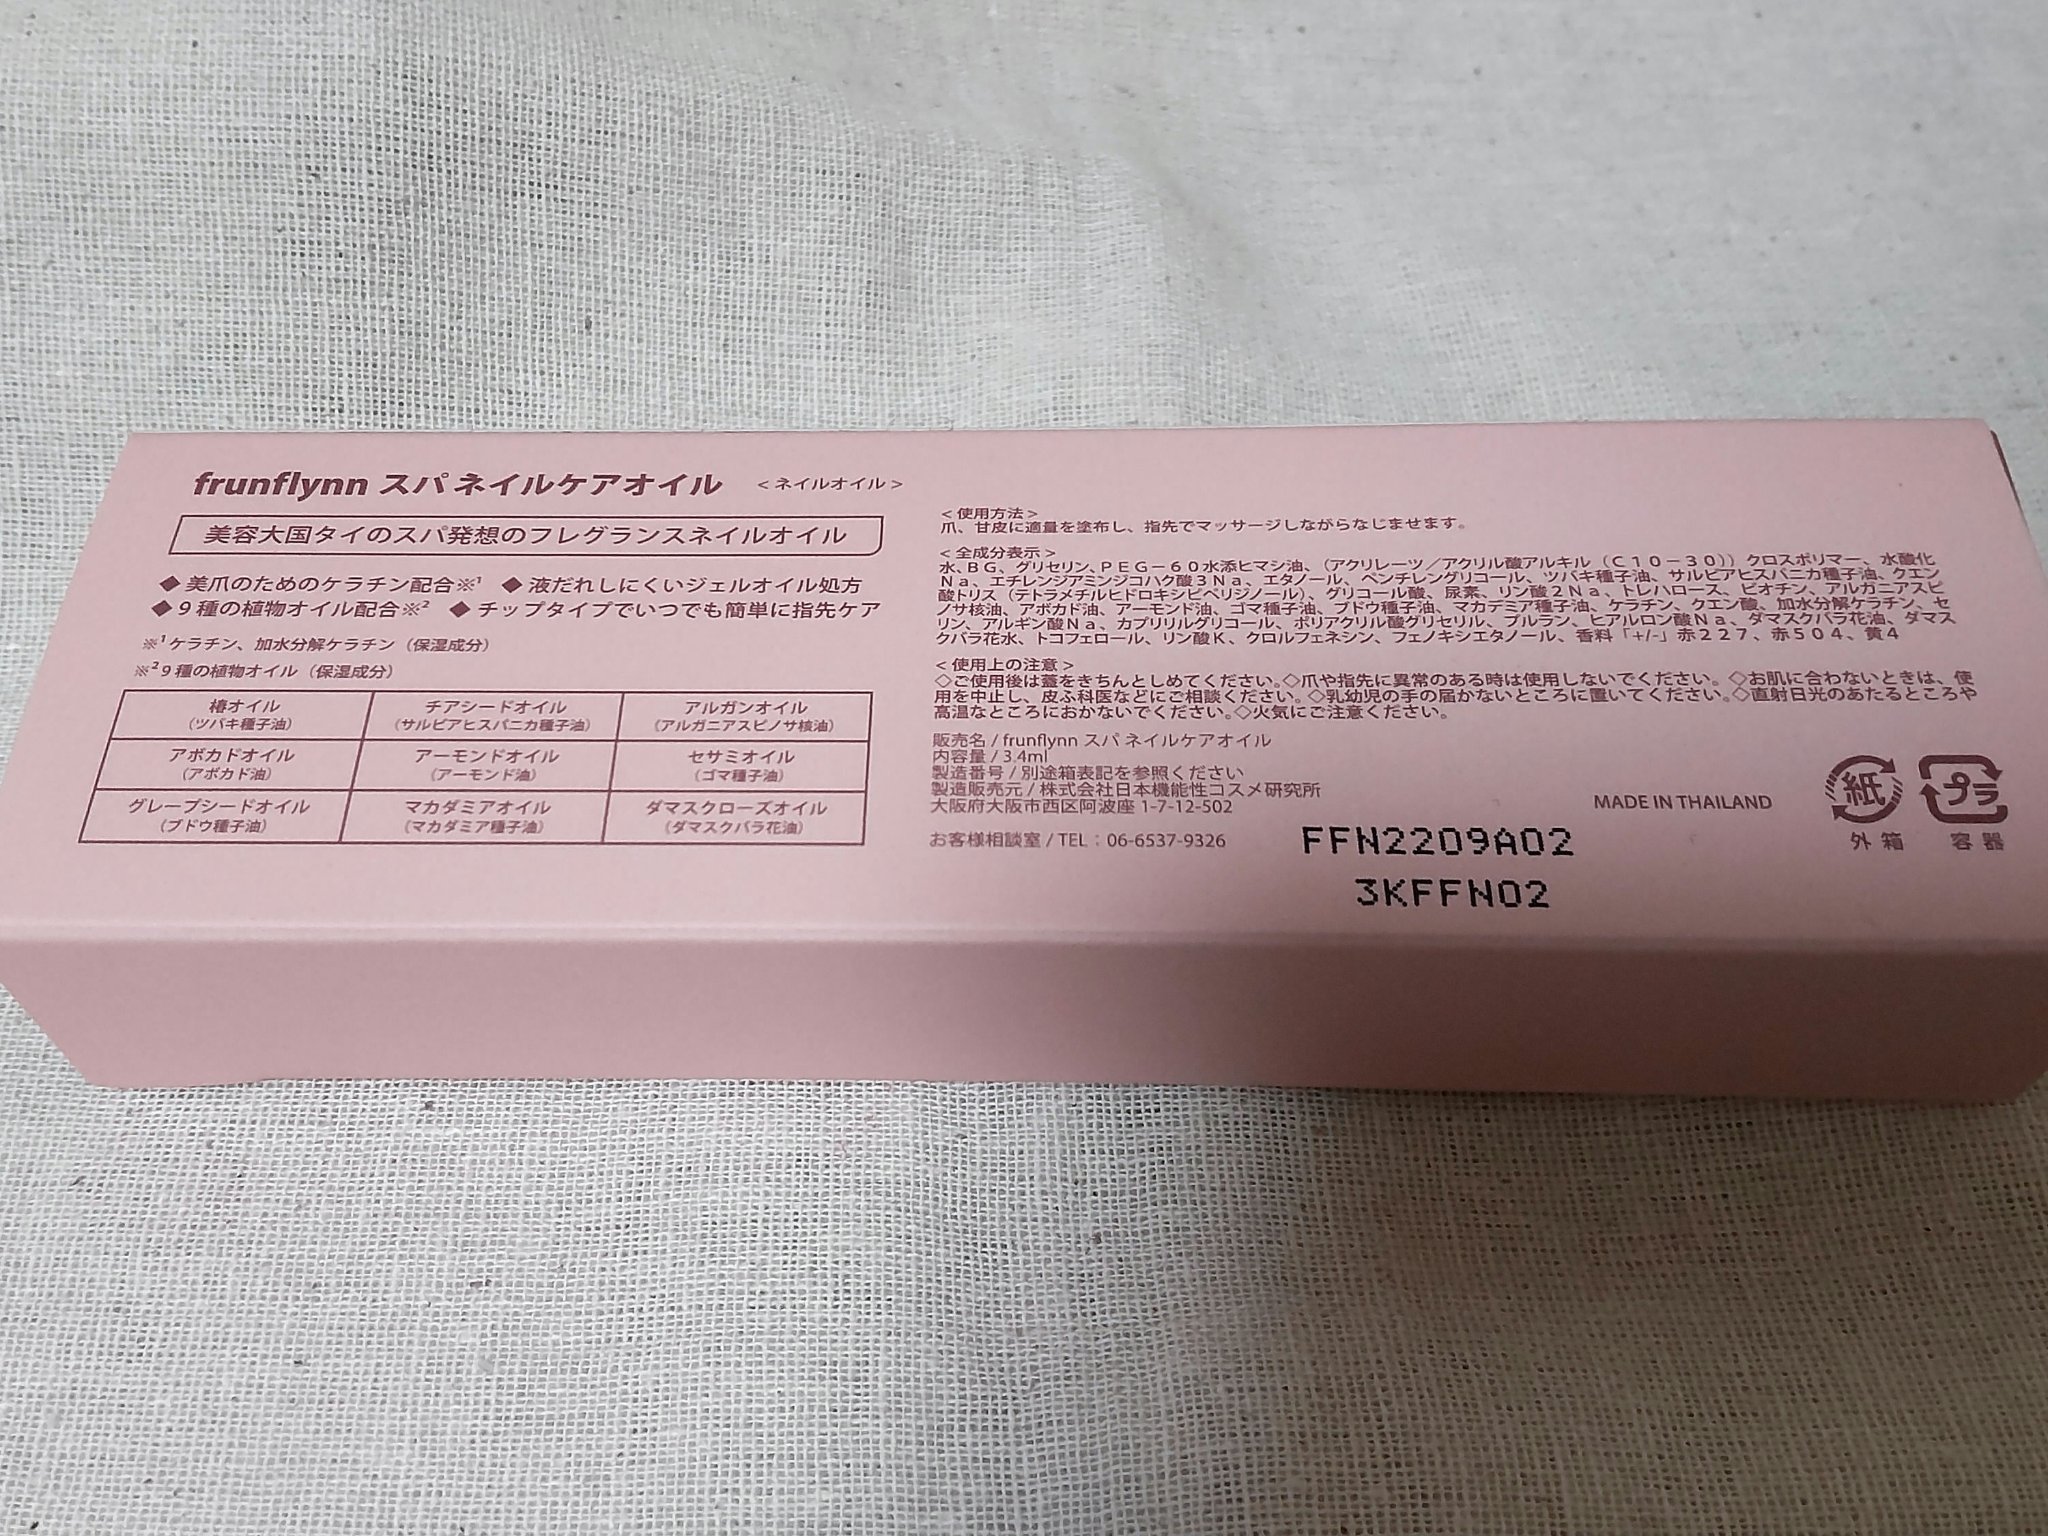 frunflynn スパ ネイルケアオイル <ネイルオイル>
美容大国タイのスパ発想のフレグランスネイルオイル
◆美爪のためのケラチン配合※¹ ◆液だれしにくいジェルオイル処方
◆9種の植物オイル配合※² ◆チップタイプでいつでも簡単に指先ケア
※¹ケラチン、加水分解ケラチン（保湿成分）
※²9種の植物オイル（保湿成分）
椿オイル チアシードオイル アルガンオイル
（ツバキ種子油） （サルビアヒスパニカ種子油） （アルガニアスピノサ核油）
アボカドオイル アーモンドオイル セサミオイル
（アボカド油） （アーモンド油） （ゴマ種子油）
グレープシードオイル マカダミアオイル ダマスクローズオイル
（ブドウ種子油） （マカダミア種子油） （ダマスクバラ花油）
<使用方法>
爪、甘皮に適量を塗布し、指先でマッサージしながらなじませます。
<全成分表示>
水、BG、グリセリン、PEG－60水添ヒマシ油、（アクリレーツ／アクリル酸アルキル（C10－30））クロスポリマー、水酸化
Na、エチレンジアミンジコハク酸3Na、エタノール、ペンチレングリコール、ツバキ種子油、サルビアヒスパニカ種子油、クエン
酸トリス（テトラメチルヒドロキシピペリジノール）、グリコール酸、尿素、リン酸2Na、トレハロース、ビオチン、アルガニアスピ
ノサ核油、アボカド油、アーモンド油、ゴマ種子油、ブドウ種子油、マカデミア種子油、ケラチン、クエン酸、加水分解ケラチン、セ
リン、アルギン酸Na、カプリリルグリコール、ポリアクリル酸グリセリル、プルラン、ヒアルロン酸Na、ダマスクバラ花油、ダマス
クバラ花水、トコフェロール、リン酸K、クロルフェネシン、フェノキシエタノール、香料「+/-」赤227、赤504、黄4
<使用上の注意>
◇ご使用後は蓋をきちんとしめてください。◇爪や指先に異常のある時は使用しないでください。◇お肌に合わないときは、使
用を中止し、皮ふ科医などにご相談ください。◇乳幼児の手の届かないところに置いてください。◇直射日光のあたるところや
高温なところにおかないでください。◇火気にご注意ください。
販売名 / frunflynn スパ ネイルケアオイル
内容量 / 3.4ml
製造番号 / 別途箱表記を参照ください
製造販売元 / 株式会社日本機能性コスメ研究所
大阪府大阪市西区阿波座 1-7-12-502
お客様相談室 / TEL：06-6537-9326
FFN2209A02
3KFFN02
MADE IN THAILAND
紙 プラ
外箱 容器